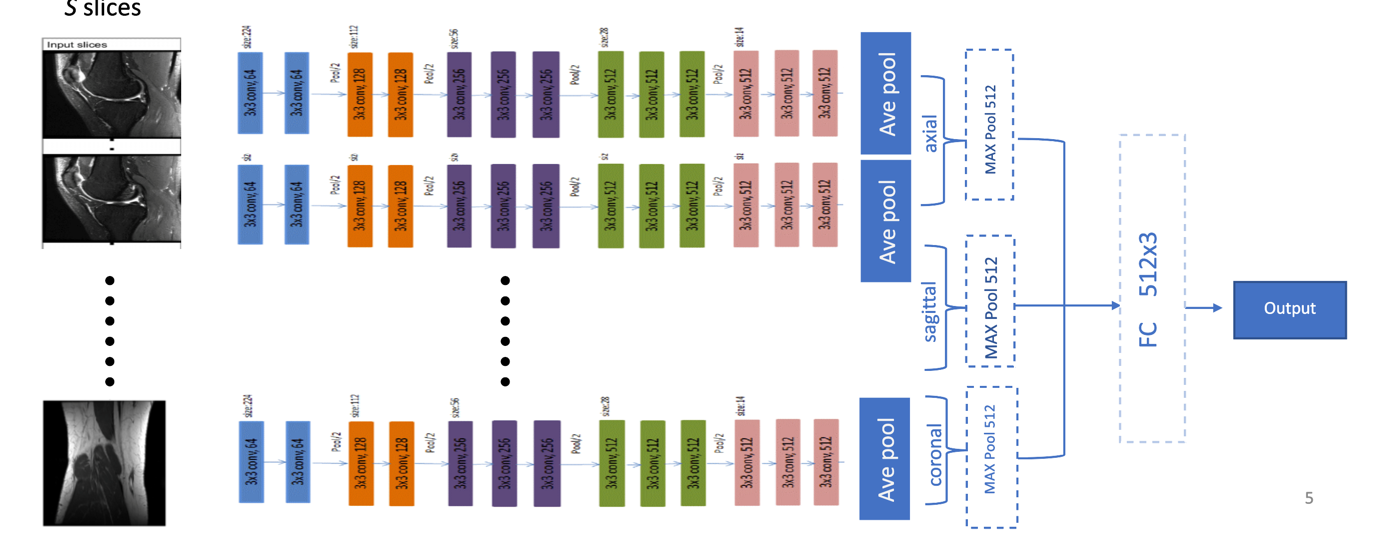 S slices
Input slices
size:224
3x3 conv, 64
3x3 conv, 64
Pool/2
size:112
3x3 conv, 128
3x3 conv, 128
Pool/2
size:56
3x3 conv, 256
3x3 conv, 256
3x3 conv, 256
Pool/2
size:28
3x3 conv, 512
3x3 conv, 512
3x3 conv, 512
Pool/2
size:14
3x3 conv, 512
3x3 conv, 512
3x3 conv, 512
Ave pool
axial
MAX Pool 512
3x3 conv, 64
3x3 conv, 64
Pool/2
3x3 conv, 128
3x3 conv, 128
Pool/2
3x3 conv, 256
3x3 conv, 256
3x3 conv, 256
Pool/2
3x3 conv, 512
3x3 conv, 512
3x3 conv, 512
Pool/2
3x3 conv, 512
3x3 conv, 512
3x3 conv, 512
Ave pool
sagittal
MAX Pool 512
FC 512x3
Output
size:224
3x3 conv, 64
3x3 conv, 64
Pool/2
size:112
3x3 conv, 128
3x3 conv, 128
Pool/2
size:56
3x3 conv, 256
3x3 conv, 256
3x3 conv, 256
Pool/2
size:28
3x3 conv, 512
3x3 conv, 512
3x3 conv, 512
Pool/2
size:14
3x3 conv, 512
3x3 conv, 512
3x3 conv, 512
Ave pool
coronal
MAX Pool 512
5